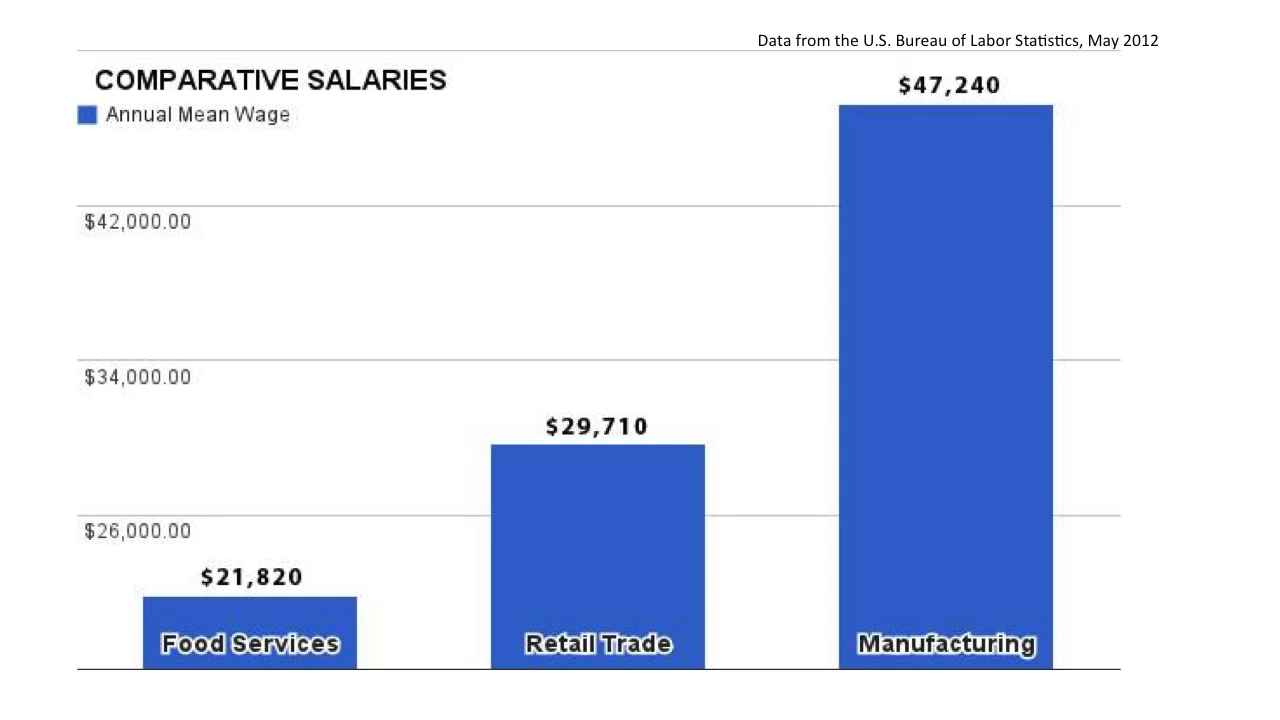 Data from the U.S. Bureau of Labor Statistics, May 2012
COMPARATIVE SALARIES
Annual Mean Wage
$47,240
$42,000.00
$34,000.00
$29,710
$26,000.00
$21,820
Food Services
Retail Trade
Manufacturing